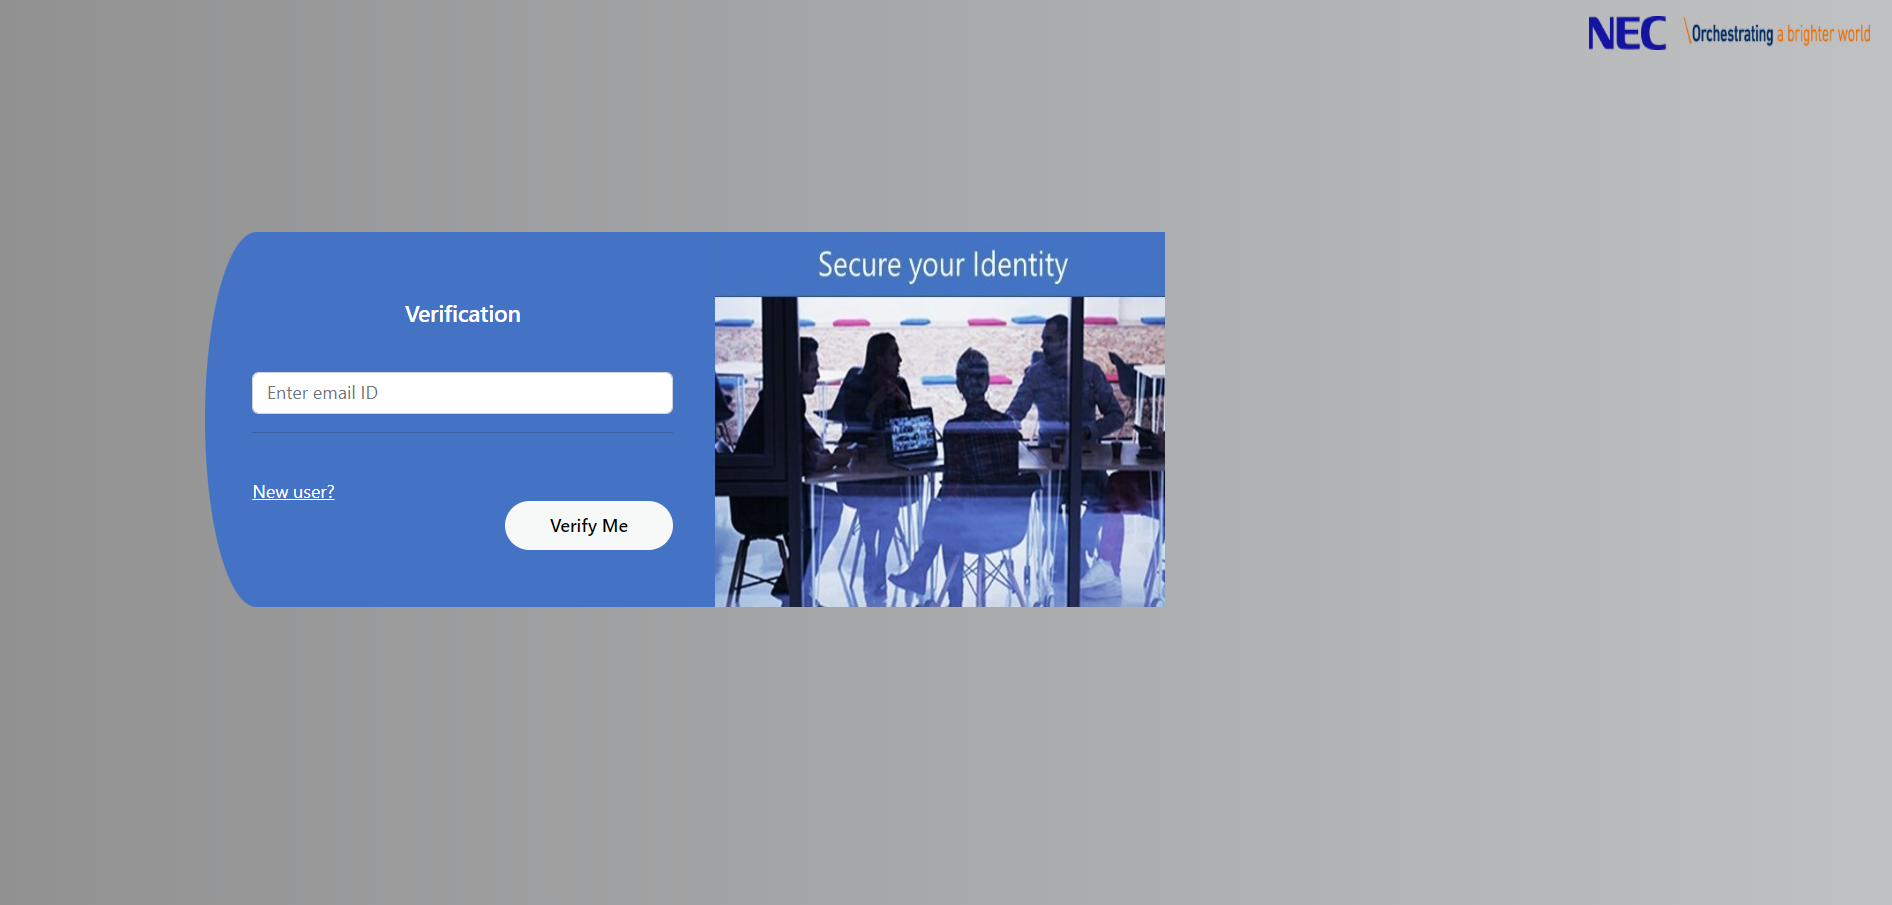 NEC \Orchestrating a brighter world
Secure your Identity
Verification
Enter email ID
New user?
Verify Me